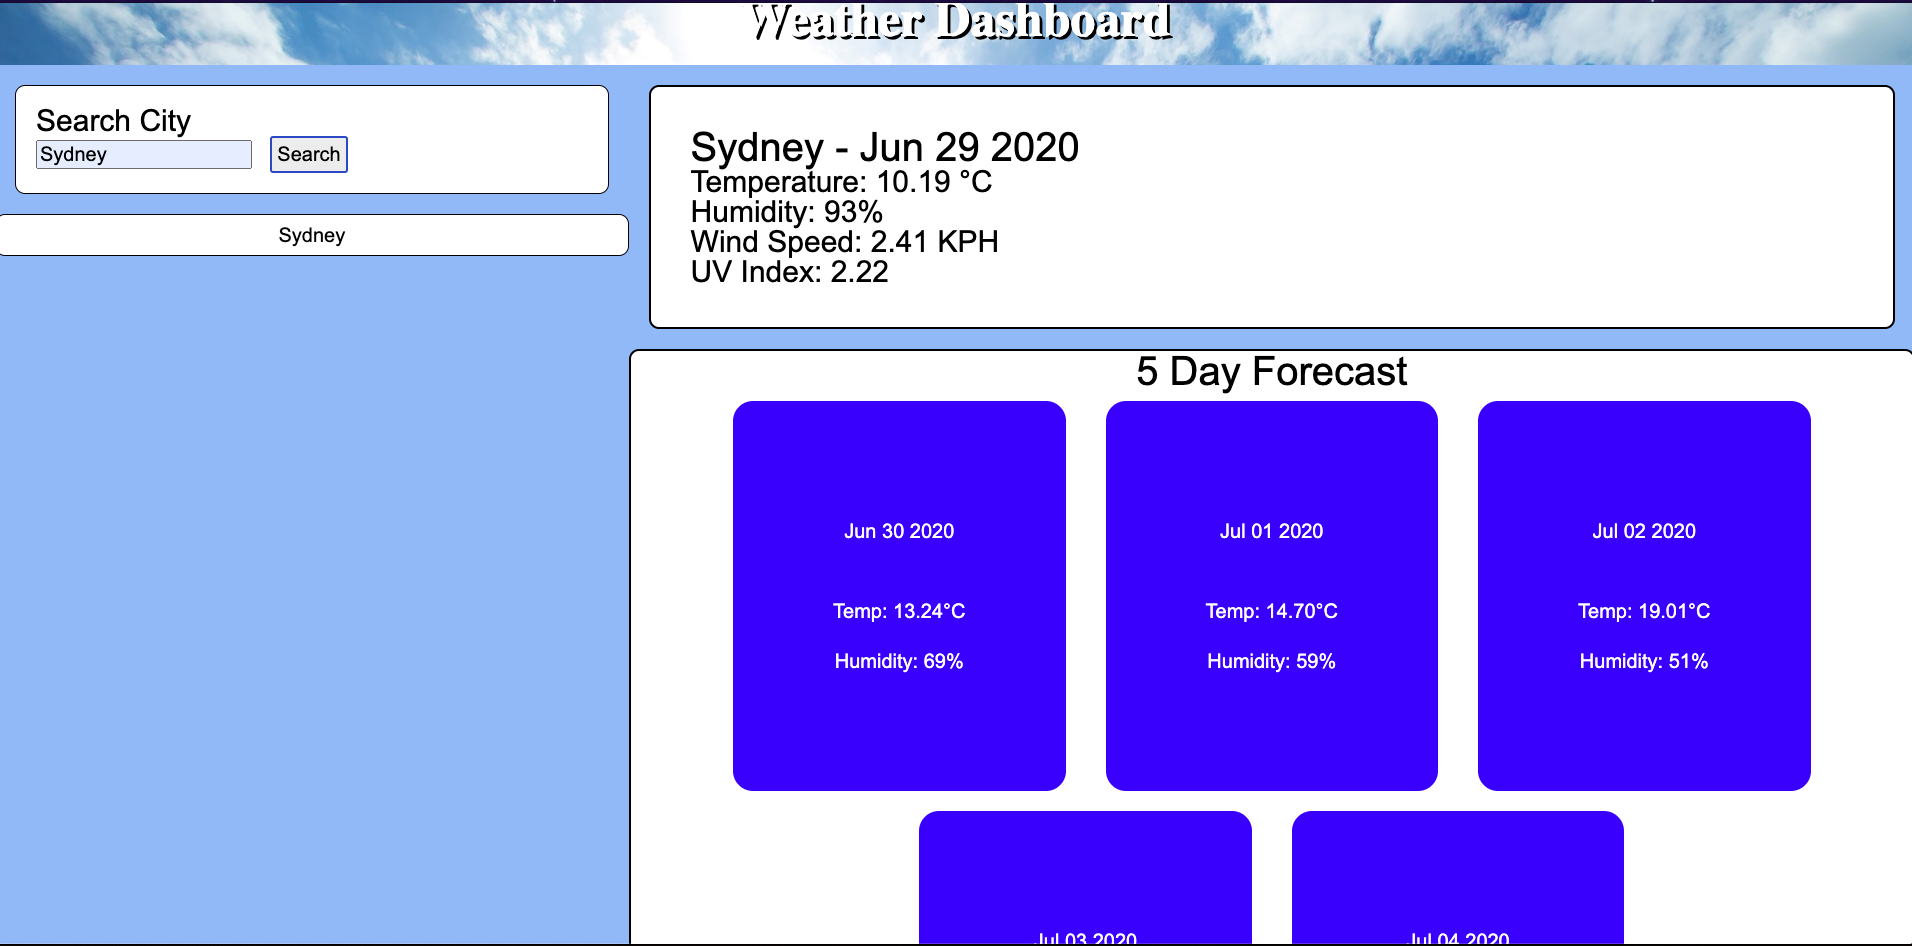 Weather Dashboard
Search City
Sydney
Search
Sydney
Sydney - Jun 29 2020
Temperature: 10.19 °C
Humidity: 93%
Wind Speed: 2.41 KPH
UV Index: 2.22
5 Day Forecast
Jun 30 2020
Temp: 13.24°C
Humidity: 69%
Jul 01 2020
Temp: 14.70°C
Humidity: 59%
Jul 02 2020
Temp: 19.01°C
Humidity: 51%
Jul 03 2020
Jul 04 2020